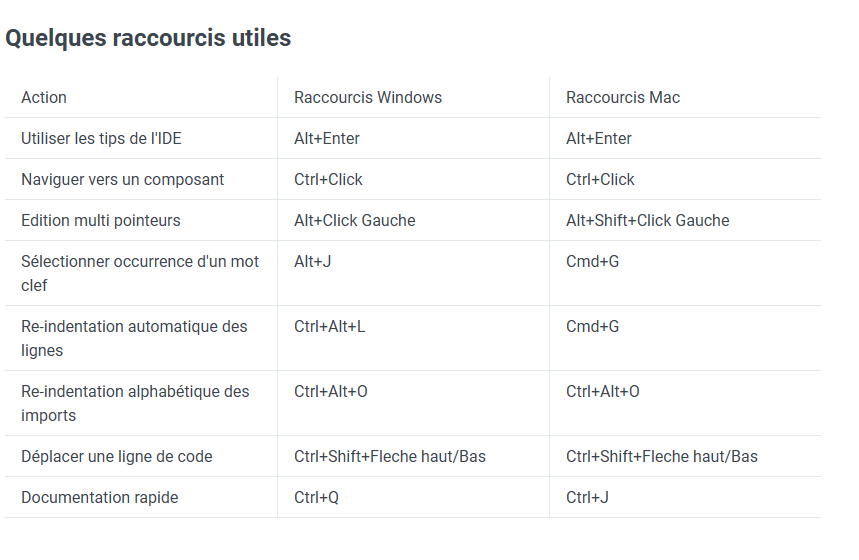 Quelques raccourcis utiles
Action Raccourcis Windows Raccourcis Mac
Utiliser les tips de l'IDE Alt+Enter Alt+Enter
Naviguer vers un composant Ctrl+Click Ctrl+Click
Edition multi pointeurs Alt+Click Gauche Alt+Shift+Click Gauche
Sélectionner occurrence d'un mot Alt+J Cmd+G
clef
Re-indentation automatique des Ctrl+Alt+L Cmd+G
lignes
Re-indentation alphabétique des Ctrl+Alt+O Ctrl+Alt+O
imports
Déplacer une ligne de code Ctrl+Shift+Fleche haut/Bas Ctrl+Shift+Fleche haut/Bas
Documentation rapide Ctrl+Q Ctrl+J